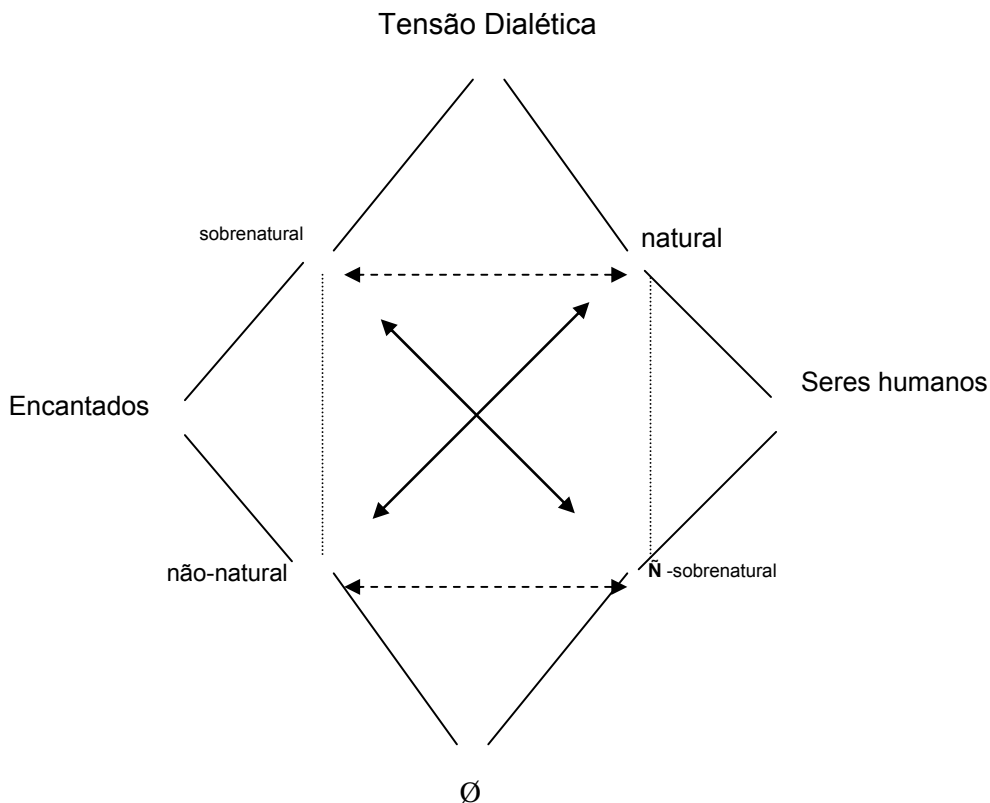 Tensão Dialética
sobrenatural
natural
Encantados
Seres humanos
não-natural
Ñ -sobrenatural
Ø